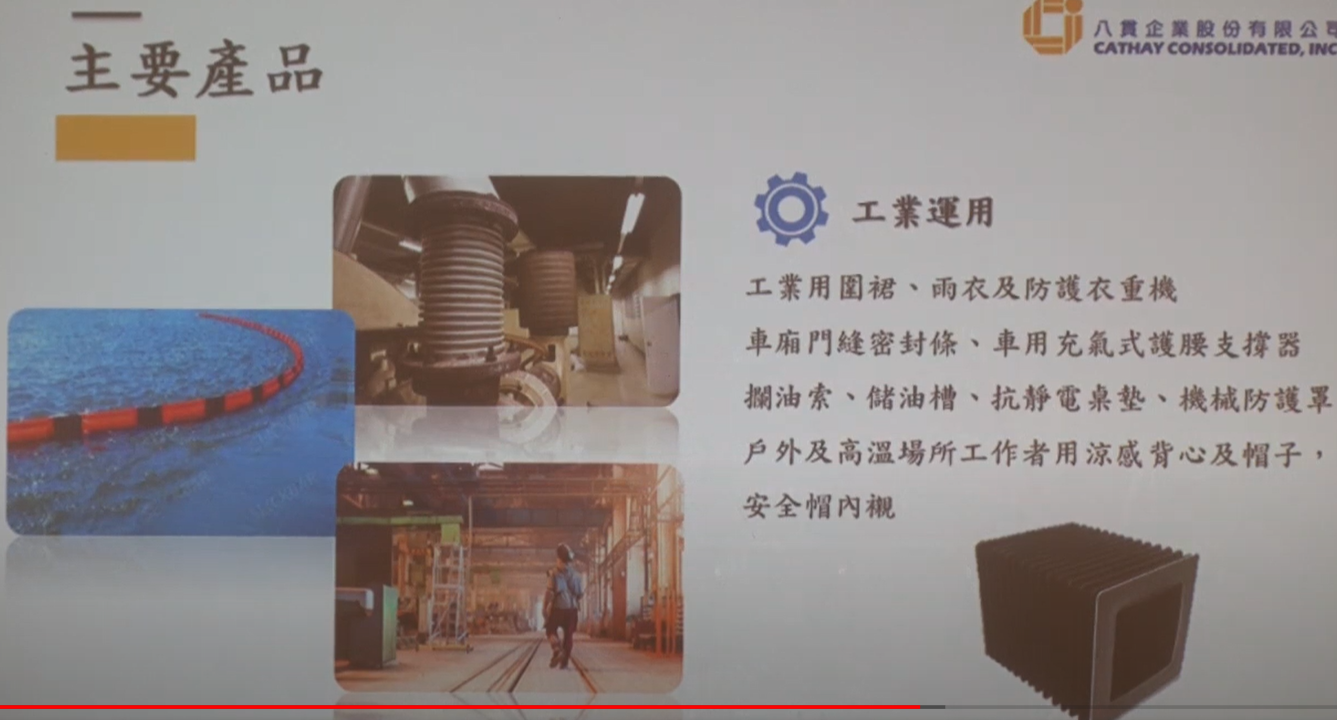 主要產品
八貫企業股份有限公司
CATHAY CONSOLIDATED, INC
工業運用
工業用圍裙、雨衣及防護衣重機
車廂門縫密封條、車用充氣式護腰支撐器
攔油索、儲油槽、抗靜電桌墊、機械防護罩
戶外及高溫場所工作者用涼感背心及帽子，
安全帽內襯